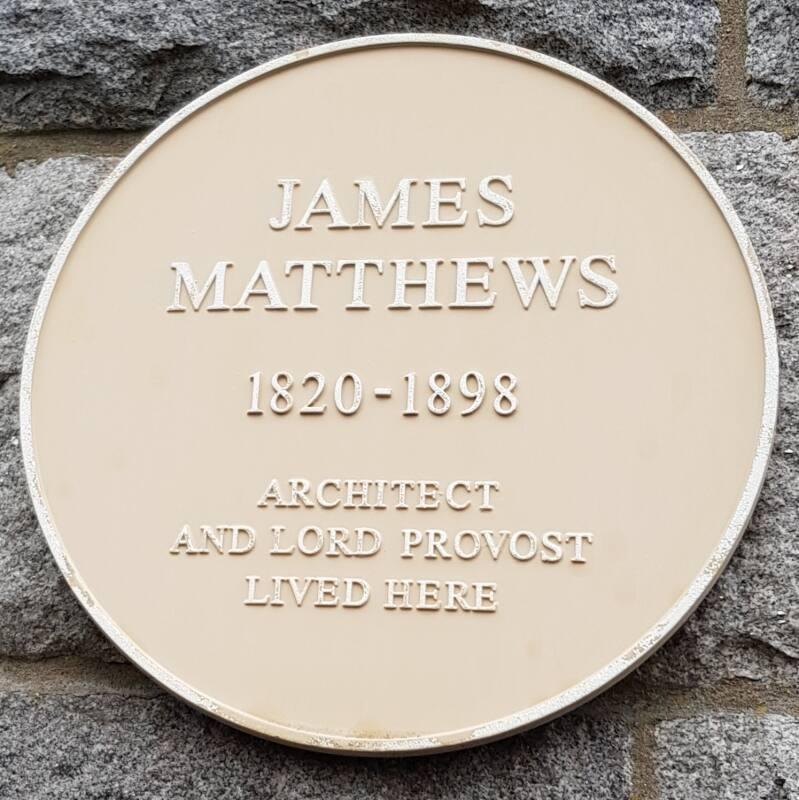 JAMES
MATTHEWS
1820-1898
ARCHITECT
AND LORD PROVOST
LIVED HERE